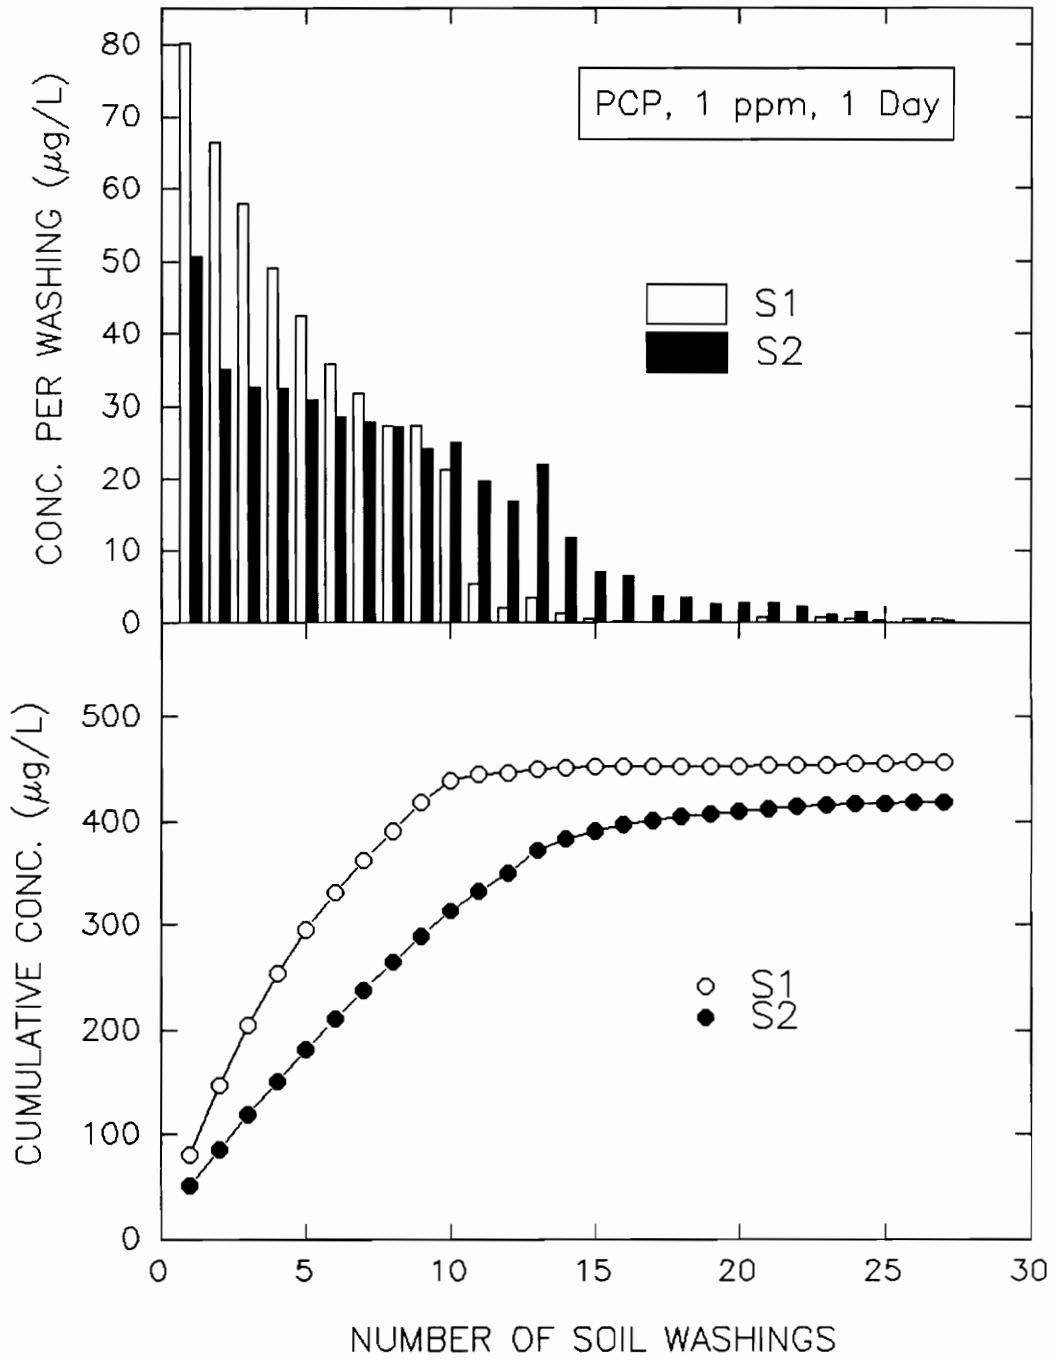 80
70
60
50
40
30
20
10
0
CONC. PER WASHING (μg/L)
PCP, 1 ppm, 1 Day
S1
S2
500
400
300
200
100
0
CUMULATIVE CONC. (μg/L)
S1
S2
0 5 10 15 20 25 30
NUMBER OF SOIL WASHINGS